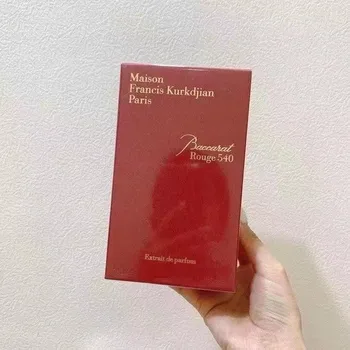 Maison
Francis Kurkdjian
Paris
Baccarat
Rouge 540
Extrait de parfum